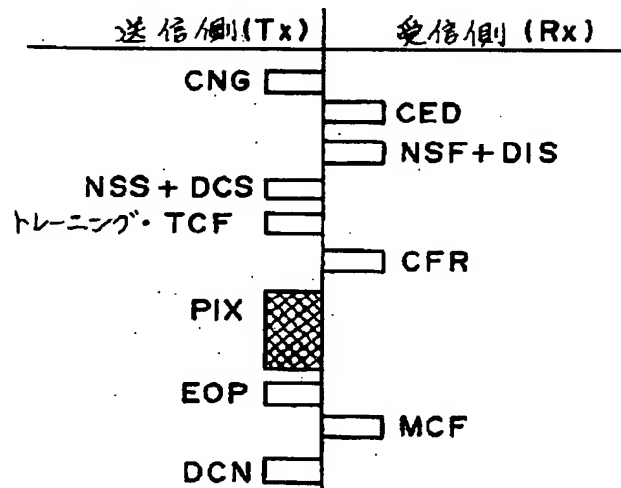 送信側(Tx) 受信側(Rx)
CNG
CED
NSF+DIS
NSS+DCS
トレーニング・TCF
CFR
PIX
EOP
MCF
DCN